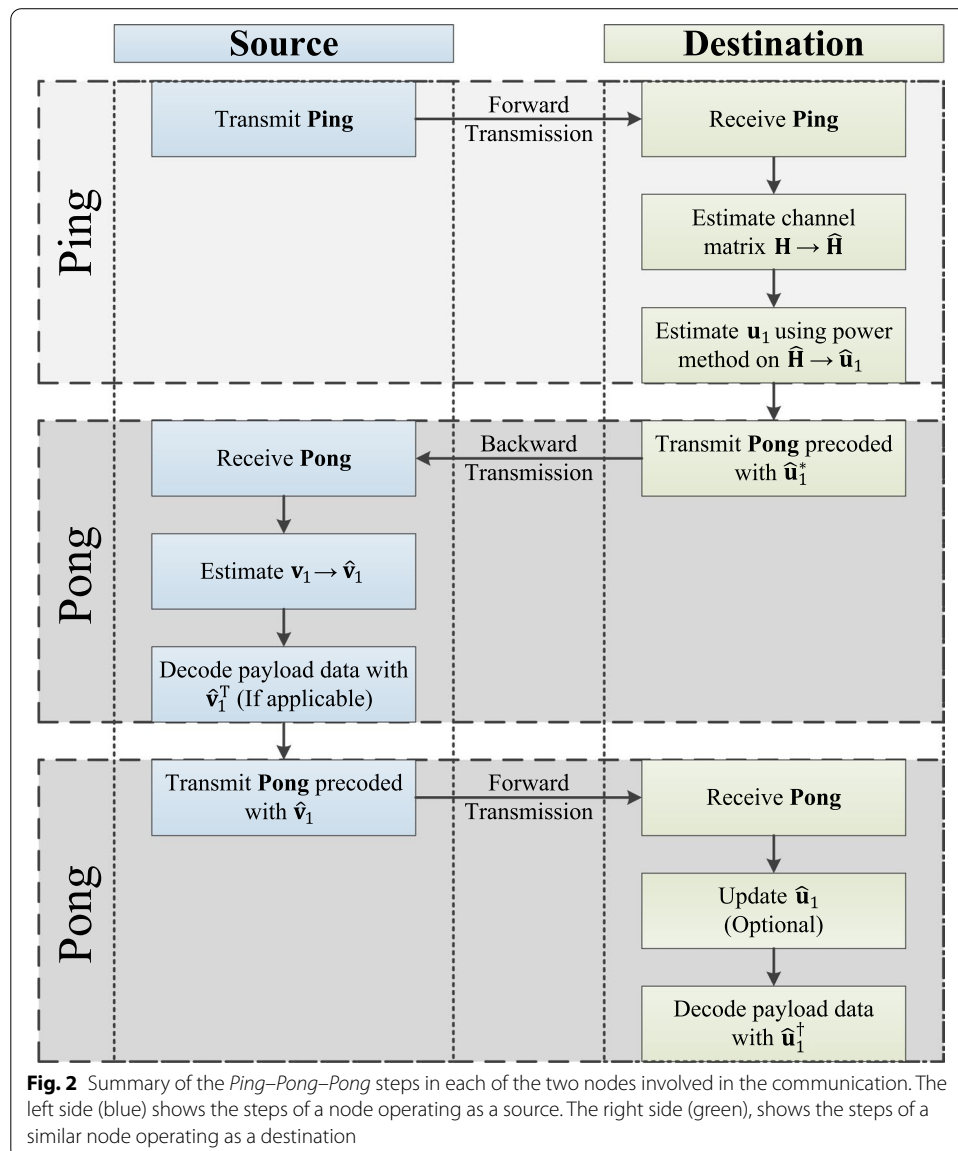 Source
Destination
Ping
Transmit Ping
Forward
Transmission
Receive Ping
Estimate channel
matrix H → Ĥ
Estimate u₁ using power
method on Ĥ → û₁
Pong
Transmit Pong precoded
with û₁*
Backward
Transmission
Receive Pong
Estimate v₁ → v̂₁
Decode payload data with
v̂₁ᵀ (If applicable)
Pong
Transmit Pong precoded
with v̂₁
Forward
Transmission
Receive Pong
Update û₁
(Optional)
Decode payload data
with û₁†
Fig. 2 Summary of the Ping–Pong–Pong steps in each of the two nodes involved in the communication. The
left side (blue) shows the steps of a node operating as a source. The right side (green), shows the steps of a
similar node operating as a destination